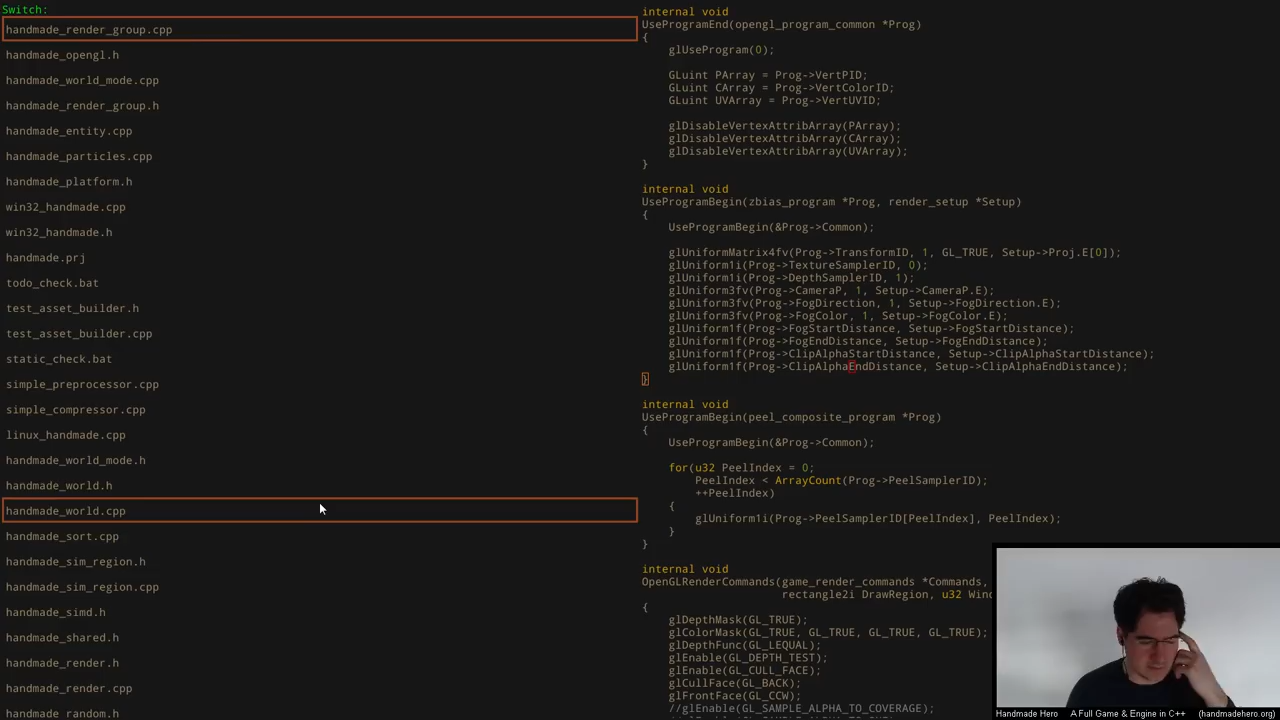 Switch:
handmade_render_group.cpp
handmade_opengl.h
handmade_world_mode.cpp
handmade_render_group.h
handmade_entity.cpp
handmade_particles.cpp
handmade_platform.h
win32_handmade.cpp
win32_handmade.h
handmade.prj
todo_check.bat
test_asset_builder.h
test_asset_builder.cpp
static_check.bat
simple_preprocessor.cpp
simple_compressor.cpp
linux_handmade.cpp
handmade_world_mode.h
handmade_world.h
handmade_world.cpp
handmade_sort.cpp
handmade_sim_region.h
handmade_sim_region.cpp
handmade_simd.h
handmade_shared.h
handmade_render.h
handmade_render.cpp
handmade_random.h
internal void
UseProgramEnd(opengl_program_common *Prog)
{
glUseProgram(0);
GLuint PArray = Prog->VertPID;
GLuint CArray = Prog->VertColorID;
GLuint UVArray = Prog->VertUVID;
glDisableVertexAttribArray(PArray);
glDisableVertexAttribArray(CArray);
glDisableVertexAttribArray(UVArray);
}
internal void
UseProgramBegin(zbias_program *Prog, render_setup *Setup)
{
UseProgramBegin(&Prog->Common);
glUniformMatrix4fv(Prog->TransformID, 1, GL_TRUE, Setup->Proj.E[0]);
glUniform1i(Prog->TextureSamplerID, 0);
glUniform1i(Prog->DepthSamplerID, 1);
glUniform3fv(Prog->CameraP, 1, Setup->CameraP.E);
glUniform3fv(Prog->FogDirection, 1, Setup->FogDirection.E);
glUniform3fv(Prog->FogColor, 1, Setup->FogColor.E);
glUniform1f(Prog->FogStartDistance, Setup->FogStartDistance);
glUniform1f(Prog->FogEndDistance, Setup->FogEndDistance);
glUniform1f(Prog->ClipAlphaStartDistance, Setup->ClipAlphaStartDistance);
glUniform1f(Prog->ClipAlphaEndDistance, Setup->ClipAlphaEndDistance);
}
internal void
UseProgramBegin(peel_composite_program *Prog)
{
UseProgramBegin(&Prog->Common);
for(u32 PeelIndex = 0;
PeelIndex < ArrayCount(Prog->PeelSamplerID);
++PeelIndex)
{
glUniform1i(Prog->PeelSamplerID[PeelIndex], PeelIndex);
}
}
internal void
OpenGLRenderCommands(game_render_commands *Commands,
rectangle2i DrawRegion, u32 Wind
{
glDepthMask(GL_TRUE);
glColorMask(GL_TRUE, GL_TRUE, GL_TRUE, GL_TRUE);
glDepthFunc(GL_LEQUAL);
glEnable(GL_DEPTH_TEST);
glEnable(GL_CULL_FACE);
glCullFace(GL_BACK);
glFrontFace(GL_CCW);
//glEnable(GL_SAMPLE_ALPHA_TO_COVERAGE);
Handmade Hero A Full Game & Engine in C++ (handmadehero.org)